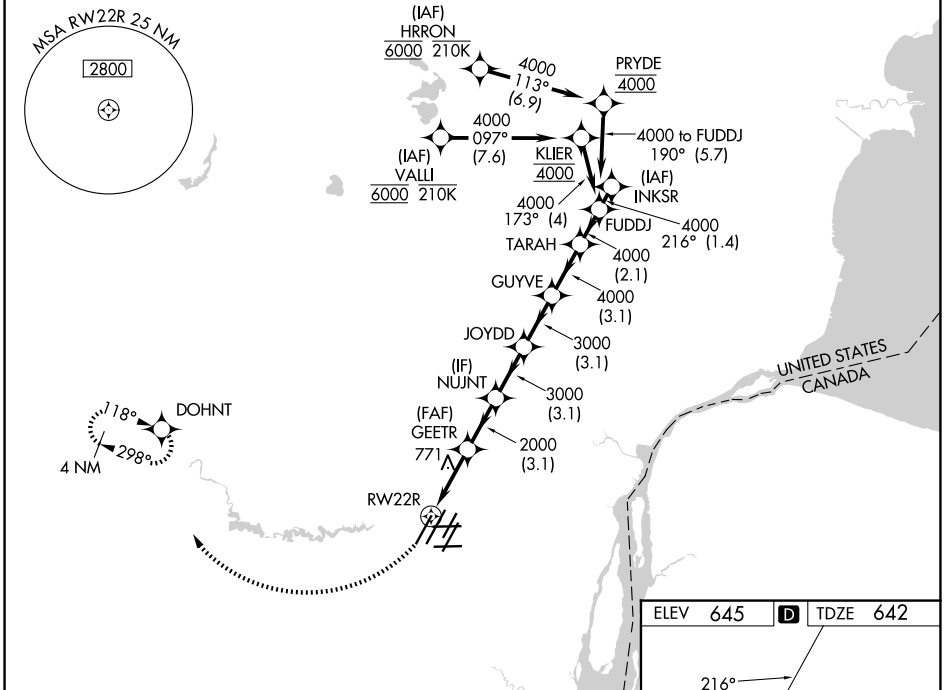 MSA RW22R 25 NM
2800
(IAF)
HRRON
6000 210K
4000
113°
(6.9)
PRYDE
4000
4000
097°
(7.6)
(IAF)
VALLI
6000 210K
KLIER
4000
4000 to FUDDJ
190° (5.7)
(IAF)
INKSR
4000
173° (4)
FUDDJ
4000
216° (1.4)
TARAH
4000
(2.1)
GUYVE
4000
(3.1)
JOYDD
3000
(3.1)
(IF)
NUJNT
3000
(3.1)
(FAF)
GEETR
771
2000
(3.1)
RW22R
UNITED STATES
CANADA
118°
DOHNT
298°
4 NM
ELEV 645 D TDZE 642
216°